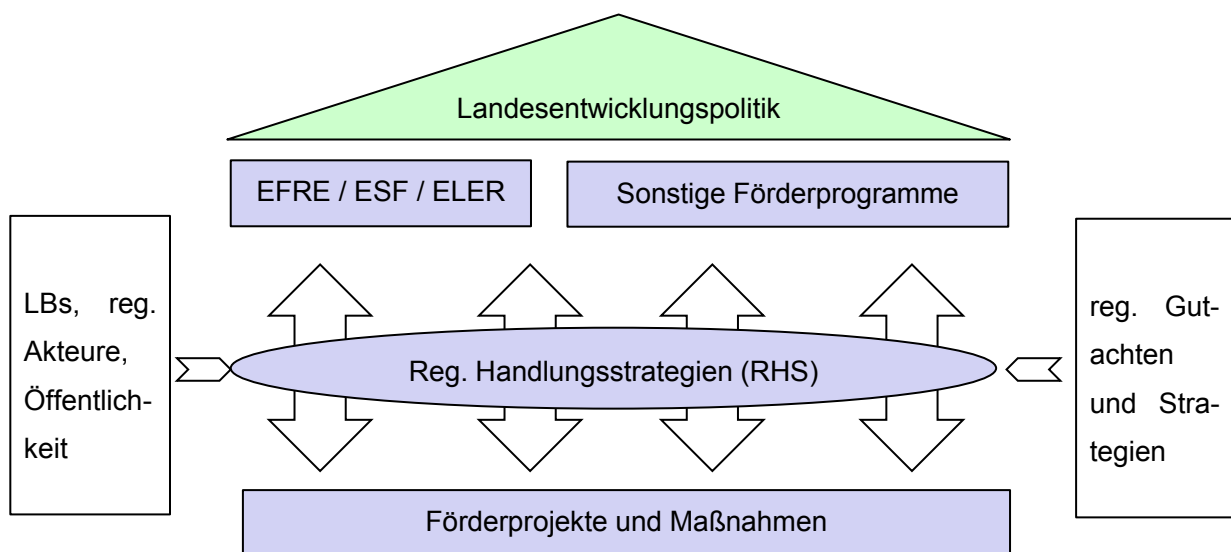 Landesentwicklungspolitik
EFRE / ESF / ELER
Sonstige Förderprogramme
LBs, reg.
Akteure,
Öffentlich-
keit
Reg. Handlungsstrategien (RHS)
reg. Gut-
achten
und Stra-
tegien
Förderprojekte und Maßnahmen